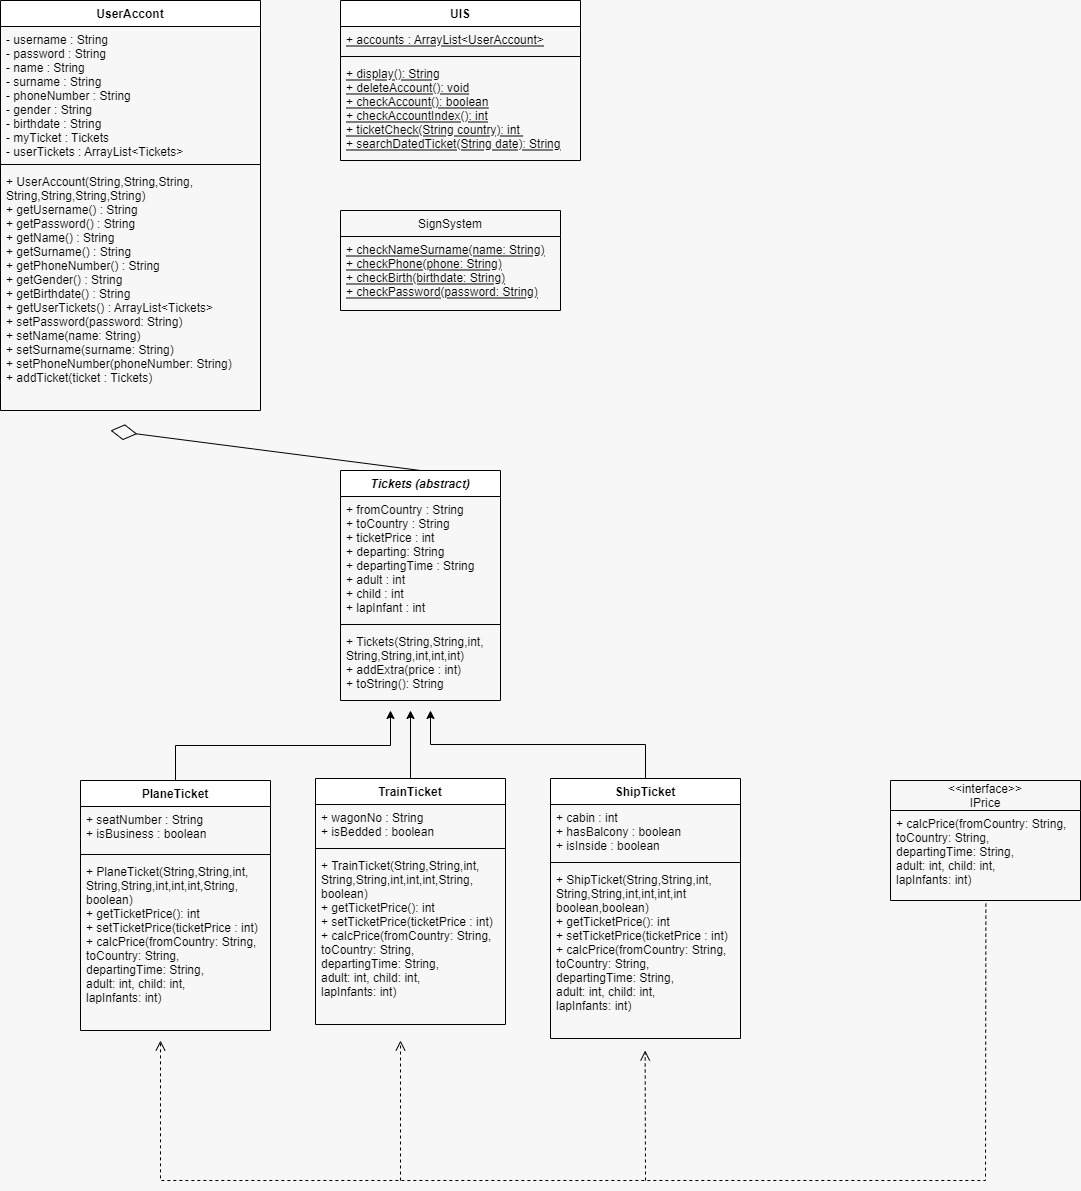 UserAccont
- username : String
- password : String
- name : String
- surname : String
- phoneNumber : String
- gender : String
- birthdate : String
- myTicket : Tickets
- userTickets : ArrayList<Tickets>
+ UserAccount(String,String,String,
String,String,String,String)
+ getUsername() : String
+ getPassword() : String
+ getName() : String
+ getSurname() : String
+ getPhoneNumber() : String
+ getGender() : String
+ getBirthdate() : String
+ getUserTickets() : ArrayList<Tickets>
+ setPassword(password: String)
+ setName(name: String)
+ setSurname(surname: String)
+ setPhoneNumber(phoneNumber: String)
+ addTicket(ticket : Tickets)
UIS
+ accounts : ArrayList<UserAccount>
+ display(): String
+ deleteAccount(): void
+ checkAccount(): boolean
+ checkAccountIndex(): int
+ ticketCheck(String country): int
+ searchDatedTicket(String date): String
SignSystem
+ checkNameSurname(name: String)
+ checkPhone(phone: String)
+ checkBirth(birthdate: String)
+ checkPassword(password: String)
Tickets (abstract)
+ fromCountry : String
+ toCountry : String
+ ticketPrice : int
+ departing: String
+ departingTime : String
+ adult : int
+ child : int
+ lapInfant : int
+ Tickets(String,String,int,
String,String,int,int,int)
+ addExtra(price : int)
+ toString(): String
PlaneTicket
+ seatNumber : String
+ isBusiness : boolean
+ PlaneTicket(String,String,int,
String,String,int,int,int,String,
boolean)
+ getTicketPrice(): int
+ setTicketPrice(ticketPrice : int)
+ calcPrice(fromCountry: String,
toCountry: String,
departingTime: String,
adult: int, child: int,
lapInfants: int)
TrainTicket
+ wagonNo : String
+ isBedded : boolean
+ TrainTicket(String,String,int,
String,String,int,int,int,String,
boolean)
+ getTicketPrice(): int
+ setTicketPrice(ticketPrice : int)
+ calcPrice(fromCountry: String,
toCountry: String,
departingTime: String,
adult: int, child: int,
lapInfants: int)
ShipTicket
+ cabin : int
+ hasBalcony : boolean
+ isInside : boolean
+ ShipTicket(String,String,int,
String,String,int,int,int,int
boolean,boolean)
+ getTicketPrice(): int
+ setTicketPrice(ticketPrice : int)
+ calcPrice(fromCountry: String,
toCountry: String,
departingTime: String,
adult: int, child: int,
lapInfants: int)
<<interface>>
IPrice
+ calcPrice(fromCountry: String,
toCountry: String,
departingTime: String,
adult: int, child: int,
lapInfants: int)